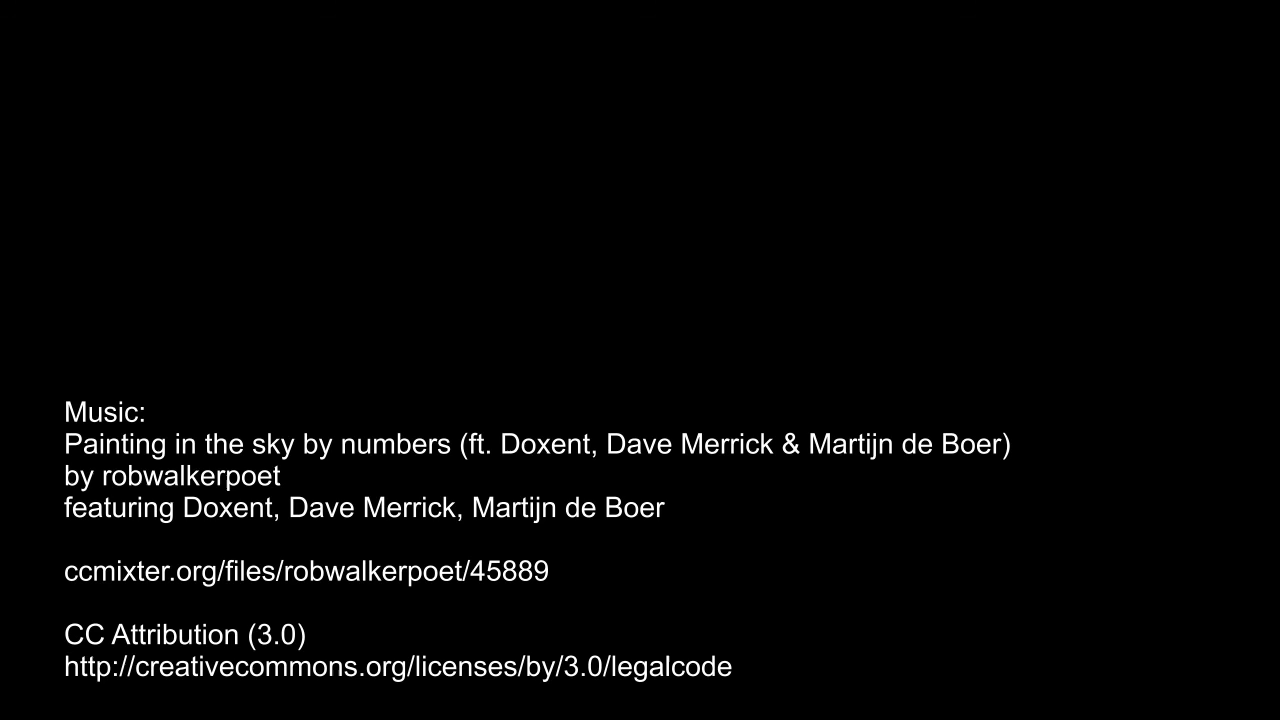 Music:
Painting in the sky by numbers (ft. Doxent, Dave Merrick & Martijn de Boer)
by robwalkerpoet
featuring Doxent, Dave Merrick, Martijn de Boer
ccmixter.org/files/robwalkerpoet/45889
CC Attribution (3.0)
http://creativecommons.org/licenses/by/3.0/legalcode